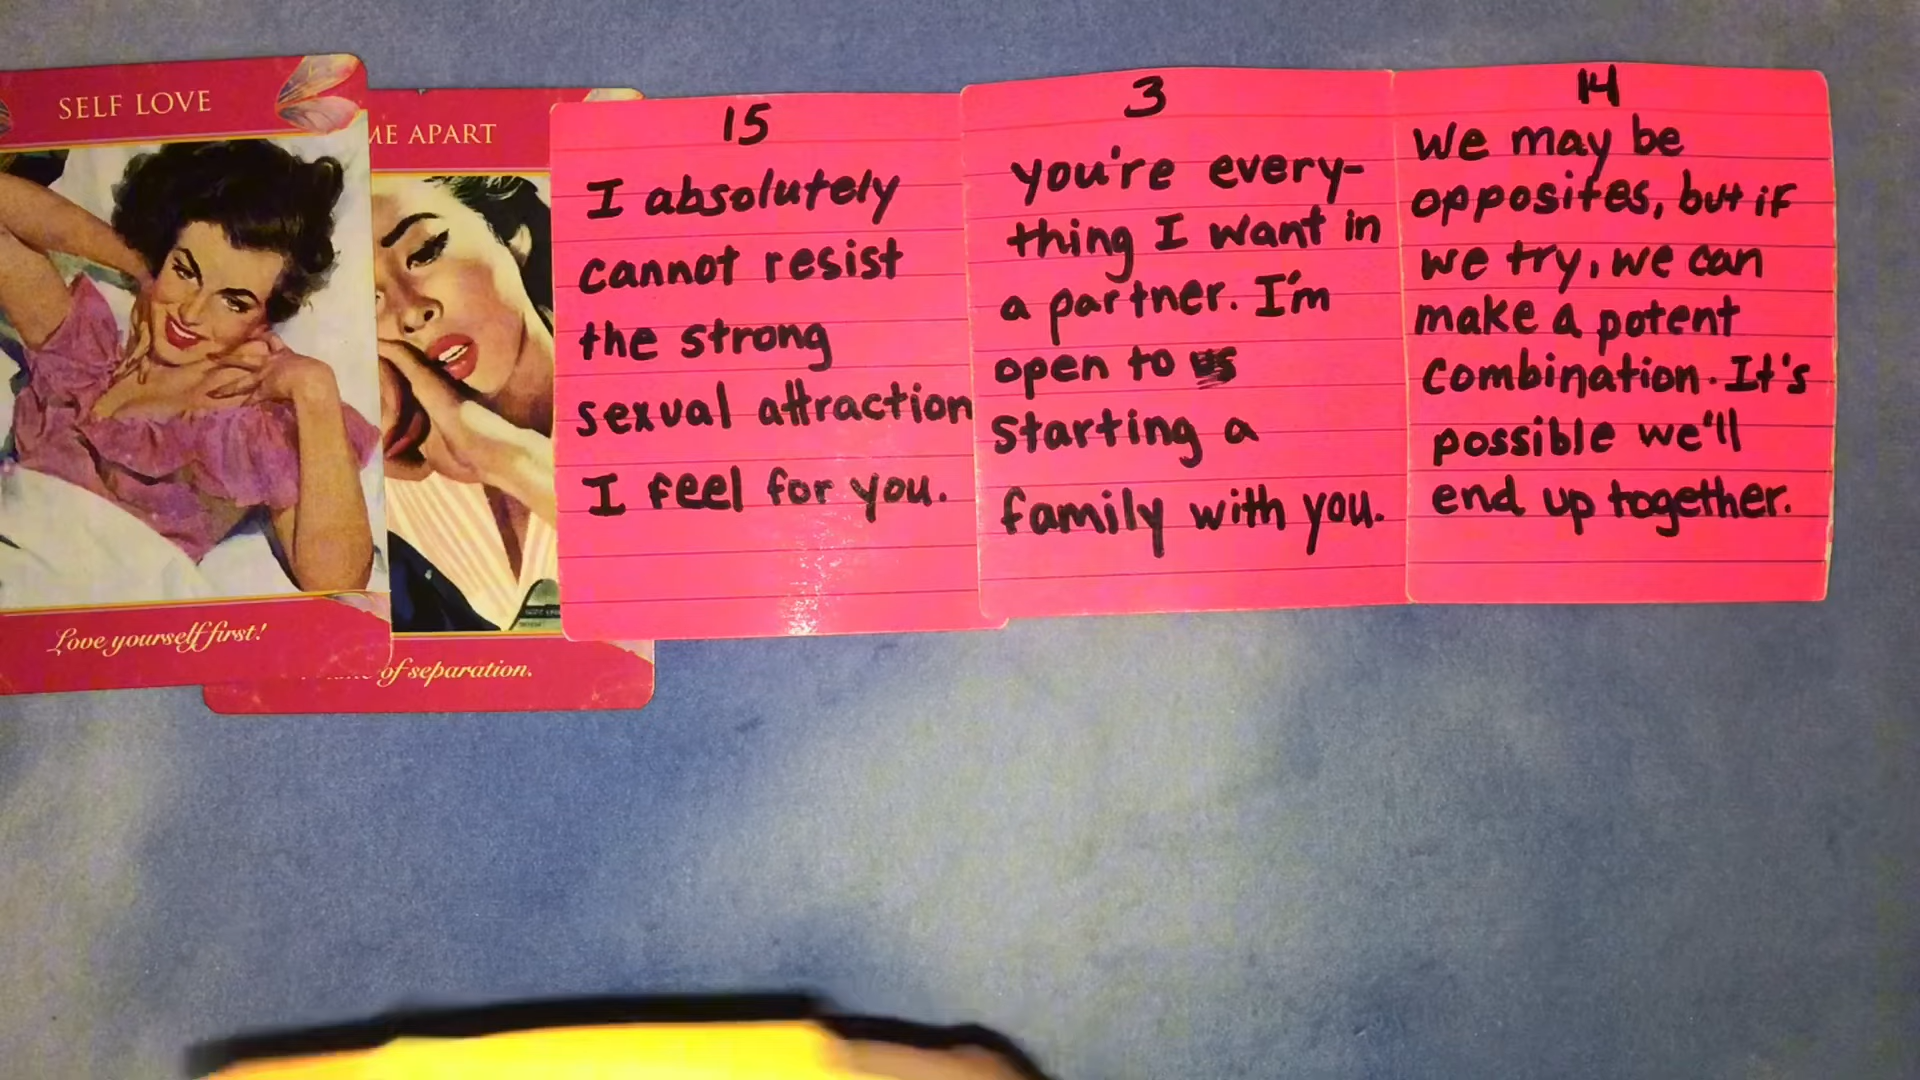 SELF LOVE
Love yourself first!
ME APART
of separation.
15
I absolutely
cannot resist
the strong
sexual attraction
I feel for you.
3
you're every-
thing I want in
a partner. I'm
open to
starting a
family with you.
14
We may be
opposites, but if
we try, we can
make a potent
combination. It's
possible we'll
end up together.